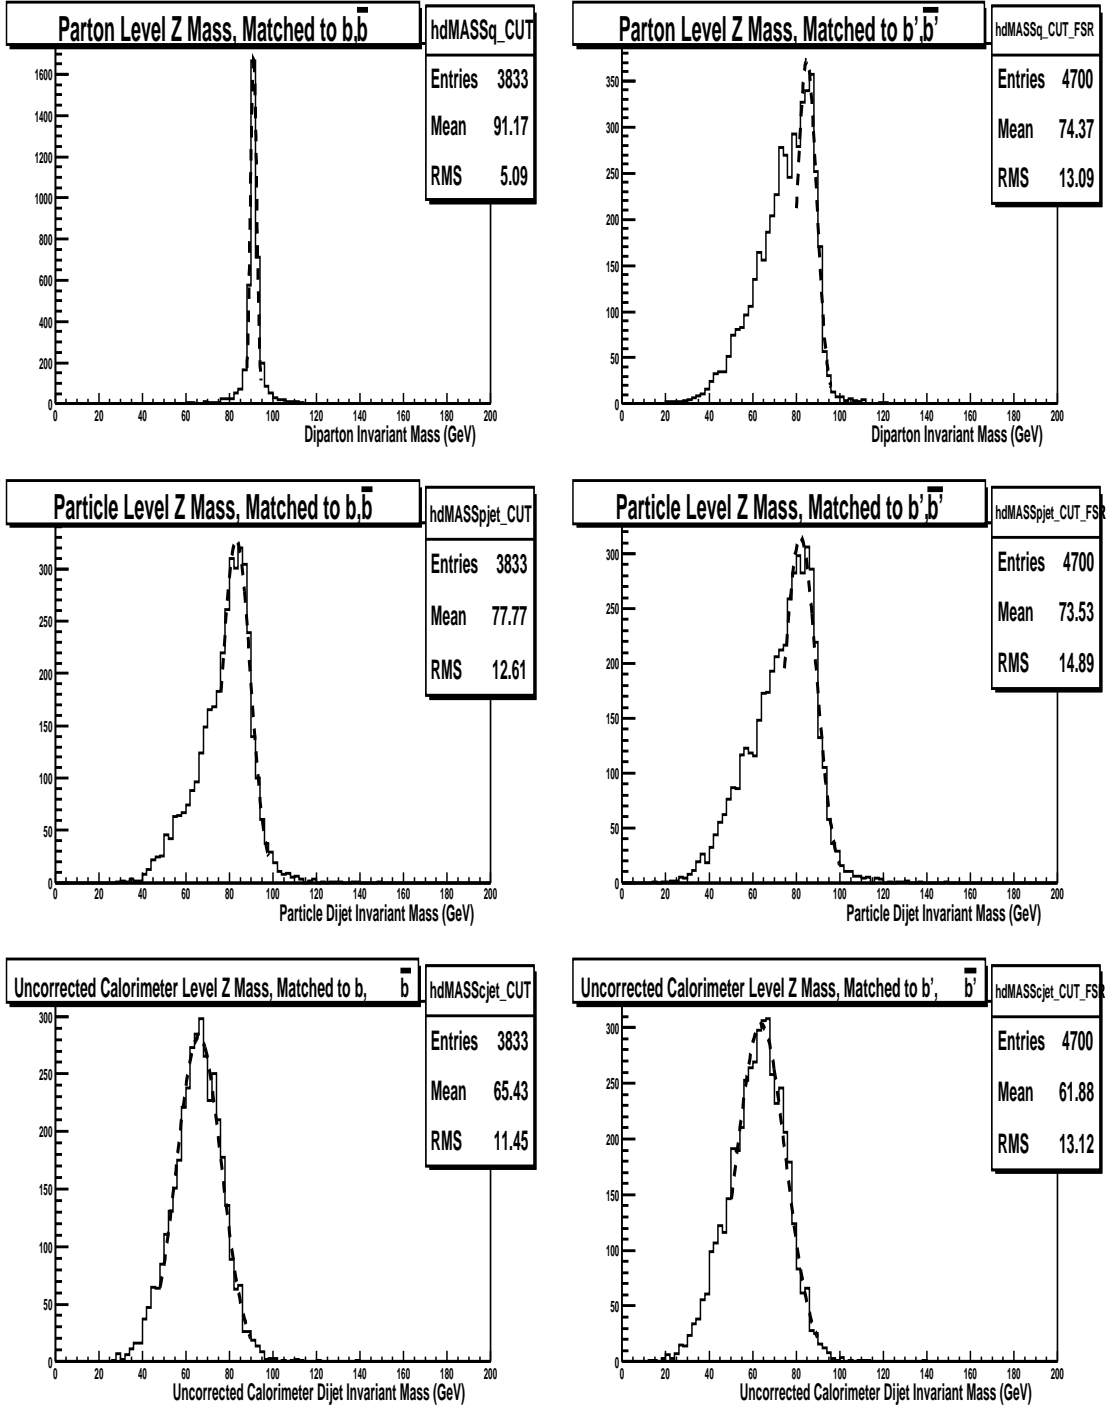 Parton Level Z Mass, Matched to b,b̅
hdMASSq_CUT
Entries 3833
Mean 91.17
RMS 5.09
1600
1400
1200
1000
800
600
400
200
0
0 20 40 60 80 100 120 140 160 180 200
Diparton Invariant Mass (GeV)
Parton Level Z Mass, Matched to b’,b̅’
hdMASSq_CUT_FSR
Entries 4700
Mean 74.37
RMS 13.09
350
300
250
200
150
100
50
0
0 20 40 60 80 100 120 140 160 180 200
Diparton Invariant Mass (GeV)
Particle Level Z Mass, Matched to b,b̅
hdMASSpjet_CUT
Entries 3833
Mean 77.77
RMS 12.61
300
250
200
150
100
50
0
0 20 40 60 80 100 120 140 160 180 200
Particle Dijet Invariant Mass (GeV)
Particle Level Z Mass, Matched to b’,b̅’
hdMASSpjet_CUT_FSR
Entries 4700
Mean 73.53
RMS 14.89
300
250
200
150
100
50
0
0 20 40 60 80 100 120 140 160 180 200
Particle Dijet Invariant Mass (GeV)
Uncorrected Calorimeter Level Z Mass, Matched to b, b̅
hdMASScjet_CUT
Entries 3833
Mean 65.43
RMS 11.45
300
250
200
150
100
50
0
0 20 40 60 80 100 120 140 160 180 200
Uncorrected Calorimeter Dijet Invariant Mass (GeV)
Uncorrected Calorimeter Level Z Mass, Matched to b’, b̅’
hdMASScjet_CUT_FSR
Entries 4700
Mean 61.88
RMS 13.12
300
250
200
150
100
50
0
0 20 40 60 80 100 120 140 160 180 200
Uncorrected Calorimeter Dijet Invariant Mass (GeV)